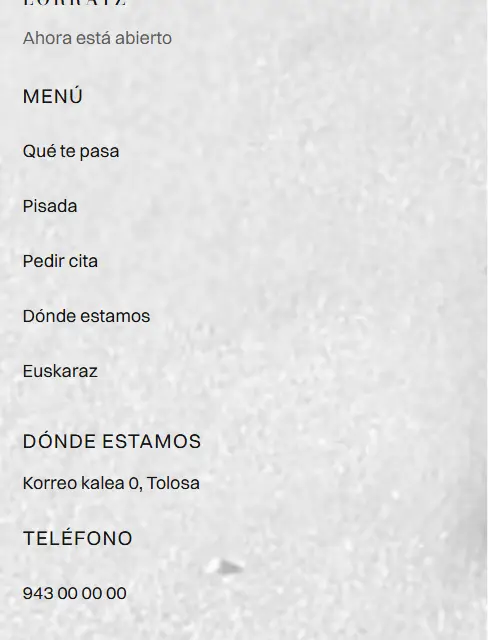 Ahora está abierto
MENÚ
Qué te pasa
Pisada
Pedir cita
Dónde estamos
Euskaraz
DÓNDE ESTAMOS
Korreo kalea 0, Tolosa
TELÉFONO
943 00 00 00